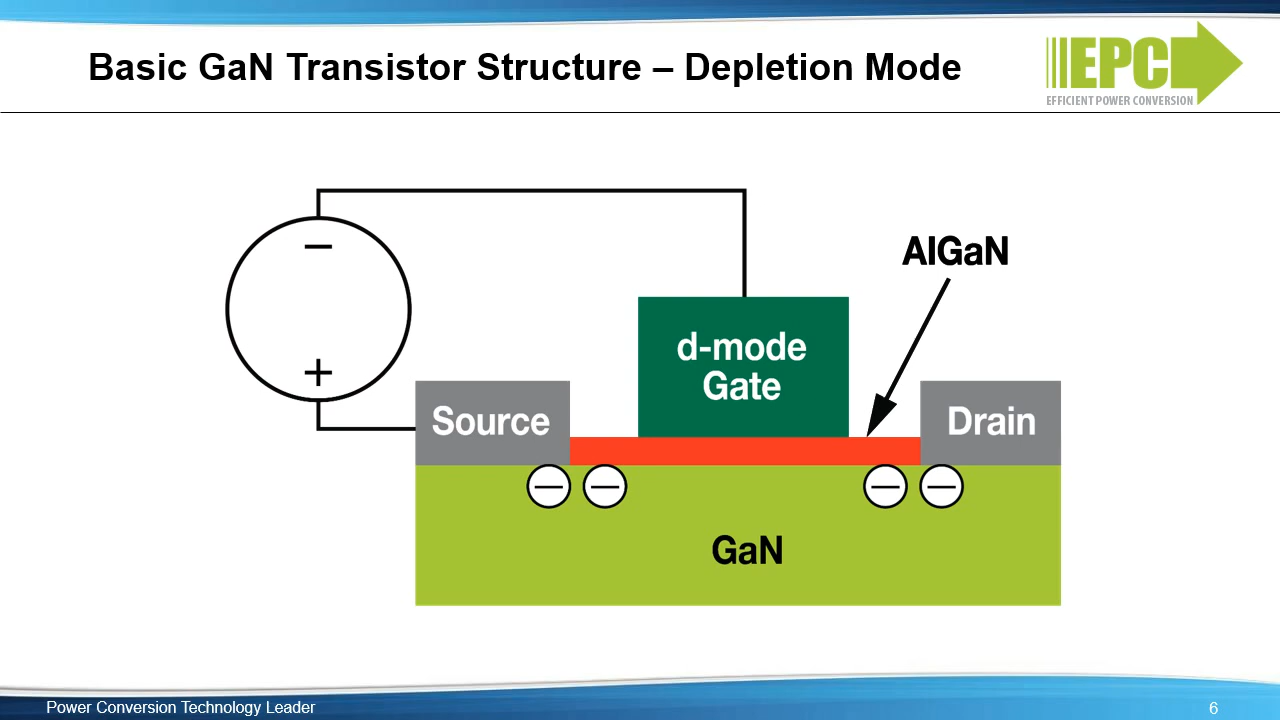 Basic GaN Transistor Structure – Depletion Mode
EPC
EFFICIENT POWER CONVERSION
−
AlGaN
d-mode
Gate
+
Source
Drain
− − − −
GaN
Power Conversion Technology Leader
6